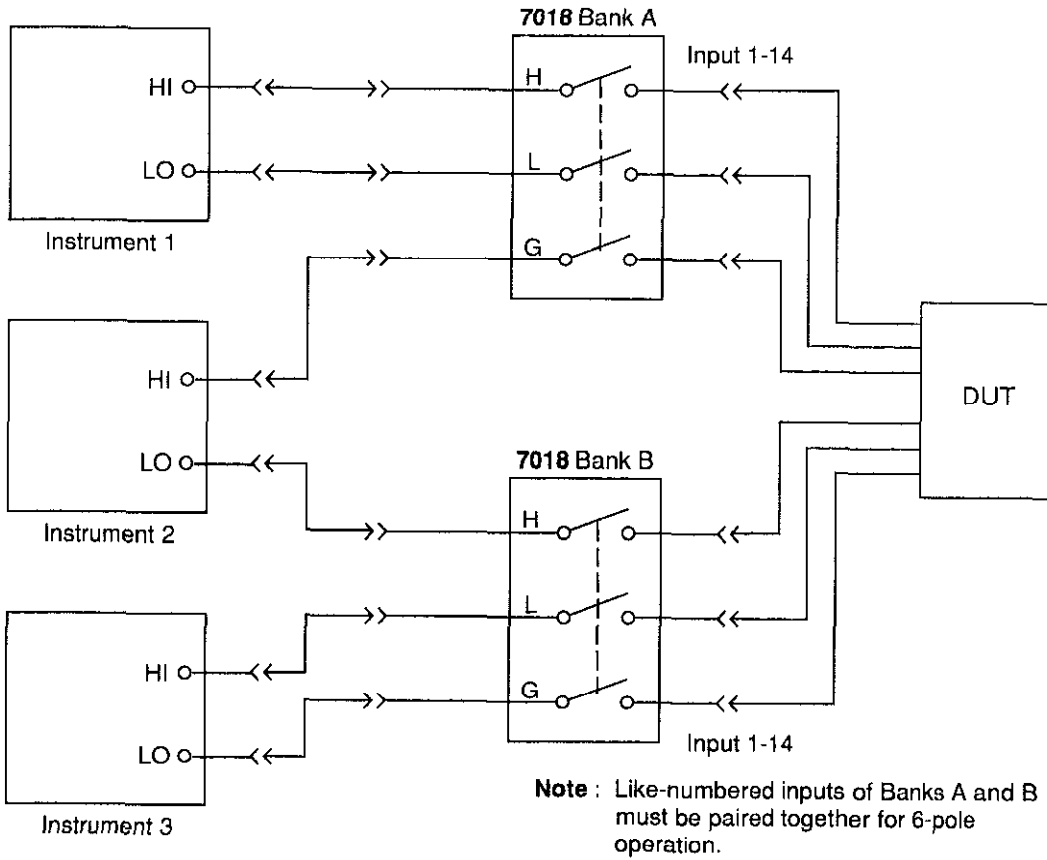 7018 Bank A
Input 1-14
HI
H
LO
L
G
Instrument 1
HI
LO
DUT
7018 Bank B
Instrument 2
H
L
HI
G
LO
Input 1-14
Instrument 3
Note : Like-numbered inputs of Banks A and B
must be paired together for 6-pole
operation.